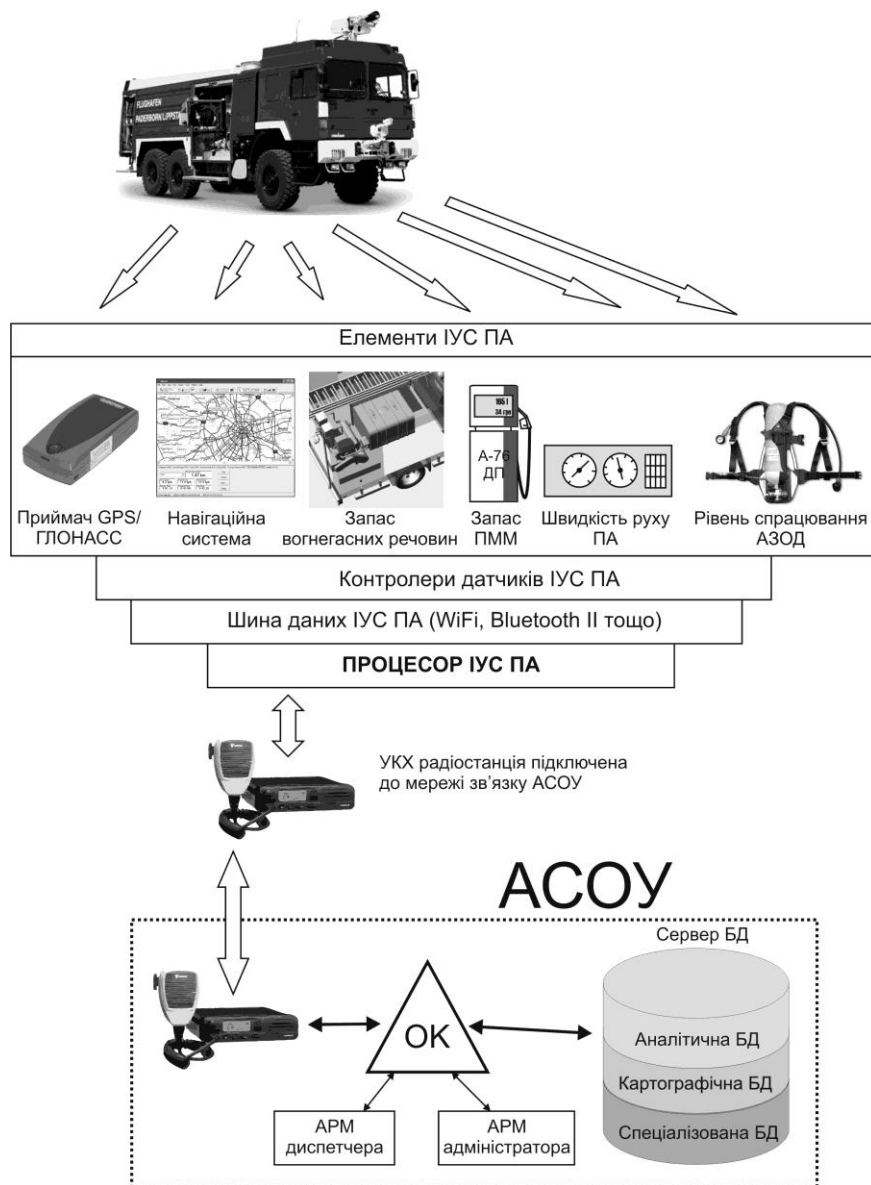 FLUGHAFEN
PADERBORN/LIPPSTA
Елементи ІУС ПА
165 l
34 грн
А-76
ДП
Приймач GPS/
ГЛОНАСС
Навігаційна
система
Запас
вогнегасних речовин
Запас
ПММ
Швидкість руху
ПА
Рівень спрацювання
АЗОД
Контролери датчиків ІУС ПА
Шина даних ІУС ПА (WiFi, Bluetooth II тощо)
ПРОЦЕСОР ІУС ПА
УКХ радіостанція підключена
до мережі зв’язку АСОУ
АСОУ
Сервер БД
ОК
Аналітична БД
Картографічна БД
Спеціалізована БД
АРМ
диспетчера
АРМ
адміністратора